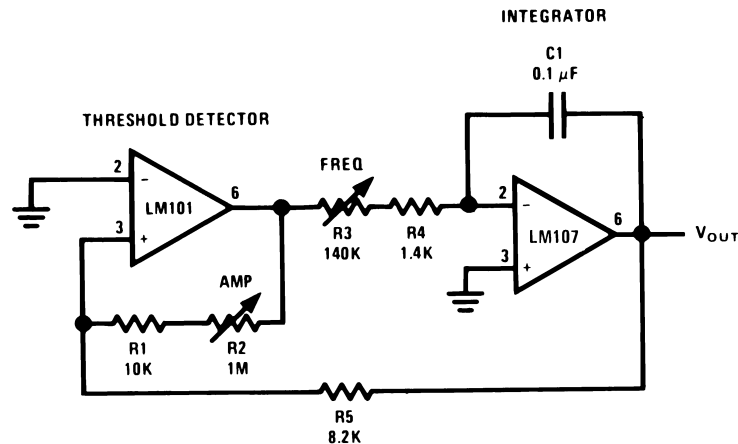 INTEGRATOR
C1
0.1 μF
THRESHOLD DETECTOR
2
-
LM101
6
3
+
FREQ
R3
140K
R4
1.4K
2
-
LM107
6
3
+
VOUT
AMP
R1
10K
R2
1M
R5
8.2K